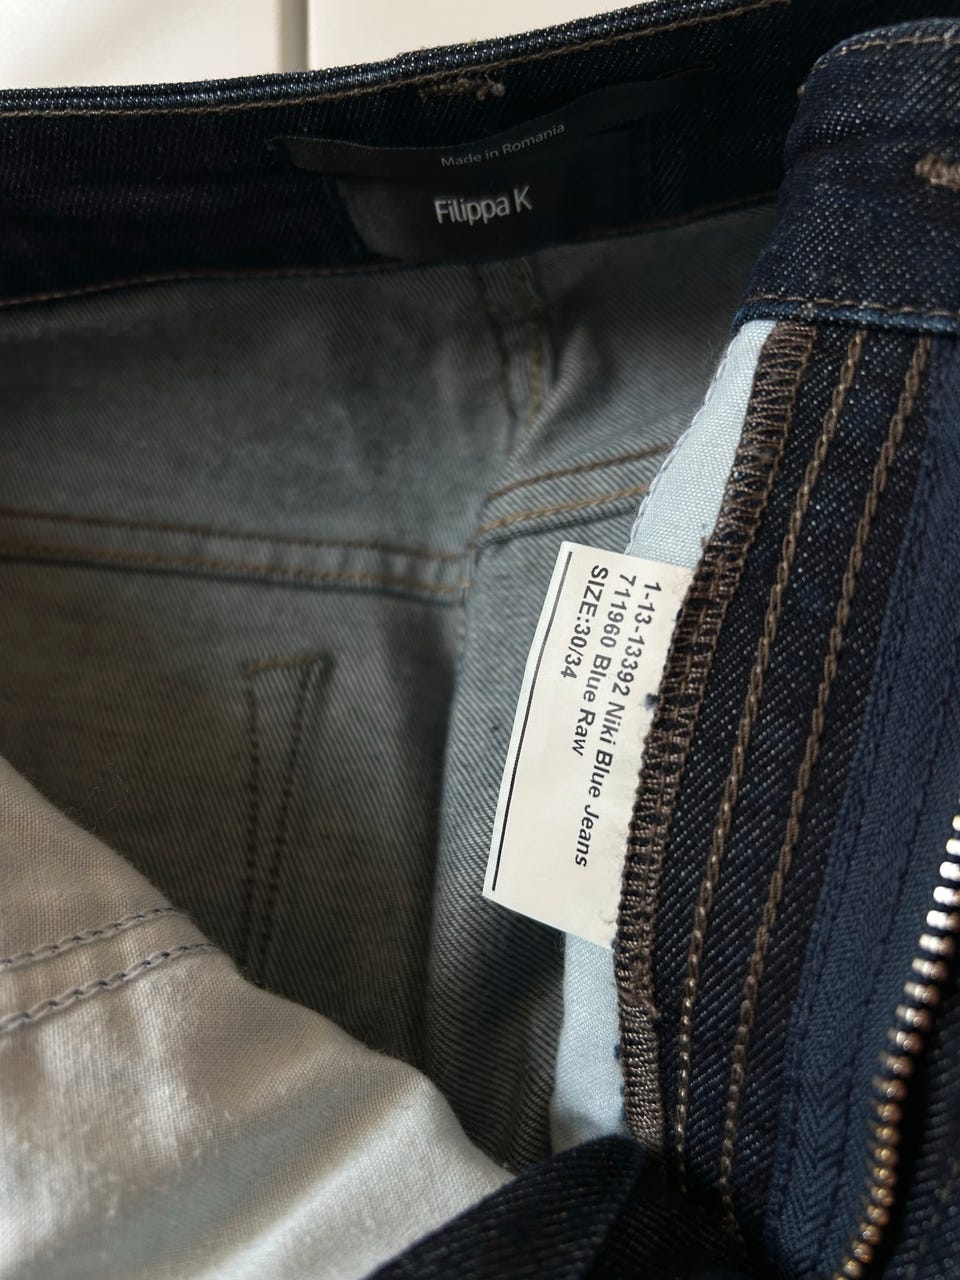 Made in Romania
Filippa K
1-13-13392 Niki Blue Jeans
711960 Blue Raw
SIZE:30/34